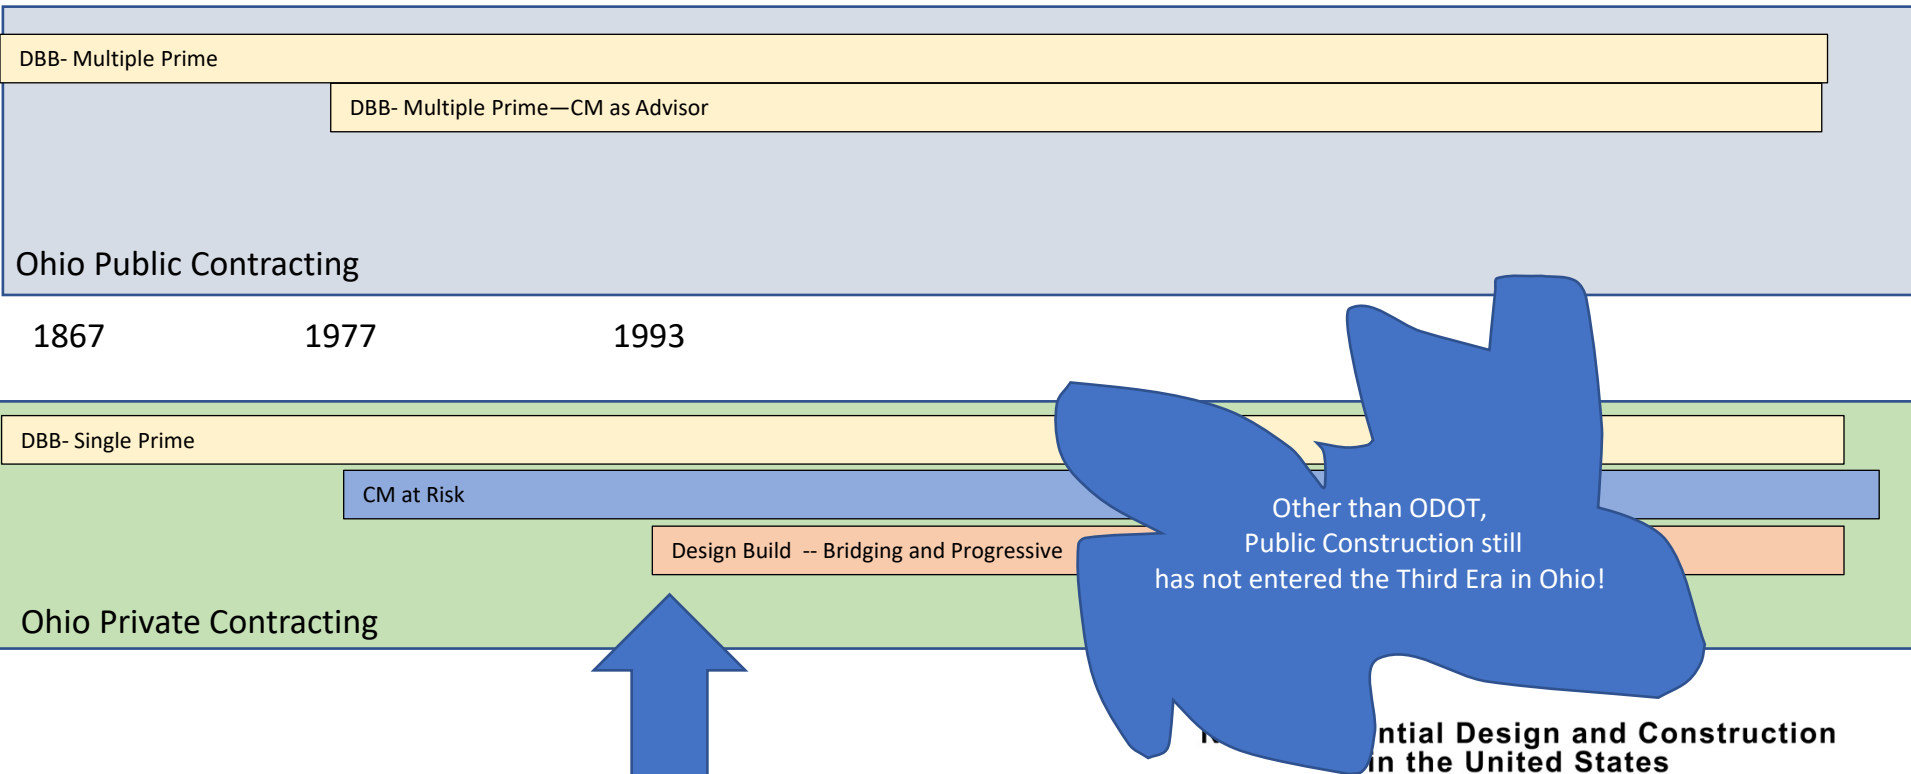 DBB- Multiple Prime
DBB- Multiple Prime—CM as Advisor
Ohio Public Contracting
1867 1977 1993
DBB- Single Prime
CM at Risk
Design Build -- Bridging and Progressive
Ohio Private Contracting
Other than ODOT,
Public Construction still
has not entered the Third Era in Ohio!
ntial Design and Construction
in the United States